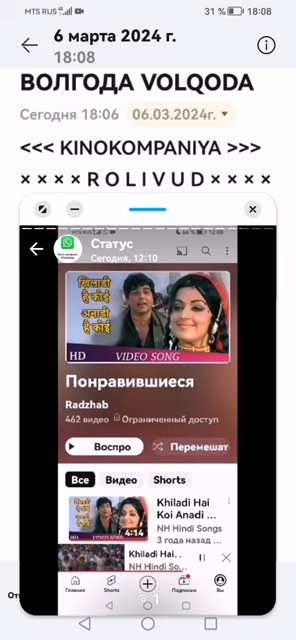 MTS RUS 4G
31 % 18:08
6 марта 2024 г.
18:08
ВОЛГОДА VOLQODA
Сегодня 18:06 06.03.2024г.
<<< KINOKOMPANIYA >>>
× × × × R O L I V U D × × × ×
Статус
Сегодня, 12:10
खिलाडी
है कोई
अनाडी
है कोई
HD VIDEO SONG
Понравившиеся
Radzhab
462 видео Ограниченный доступ
Воспро Перемешат
Все Видео Shorts
4:14
Khiladi Hai
Koi Anadi ...
NH Hindi Songs
3 года назад ...
Khiladi Hai..
NH Hindi So...
Главная Shorts Подписки Вы
1